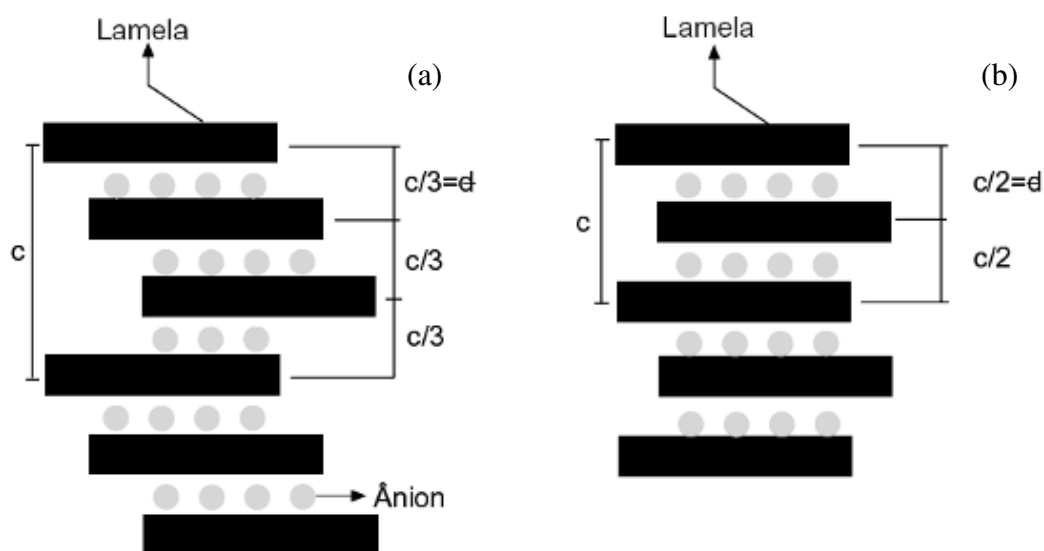 Lamela
(a)
c/3=d
c
c/3
c/3
Ânion
Lamela
(b)
c/2=d
c
c/2